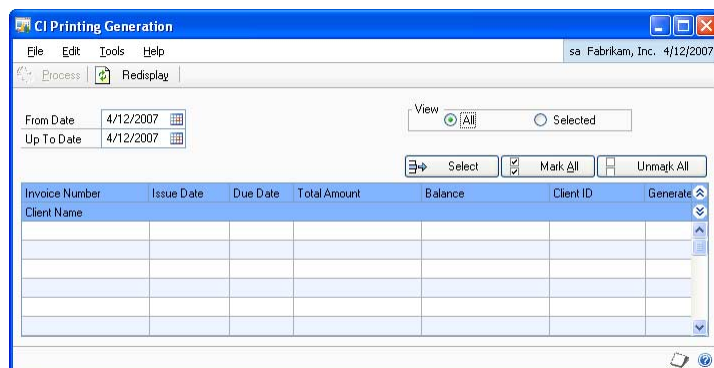 CI Printing Generation
File Edit Tools Help sa Fabrikam, Inc. 4/12/2007
Process Redisplay
View
All Selected
From Date 4/12/2007
Up To Date 4/12/2007
Select Mark All Unmark All
Invoice Number Issue Date Due Date Total Amount Balance Client ID Generate
Client Name